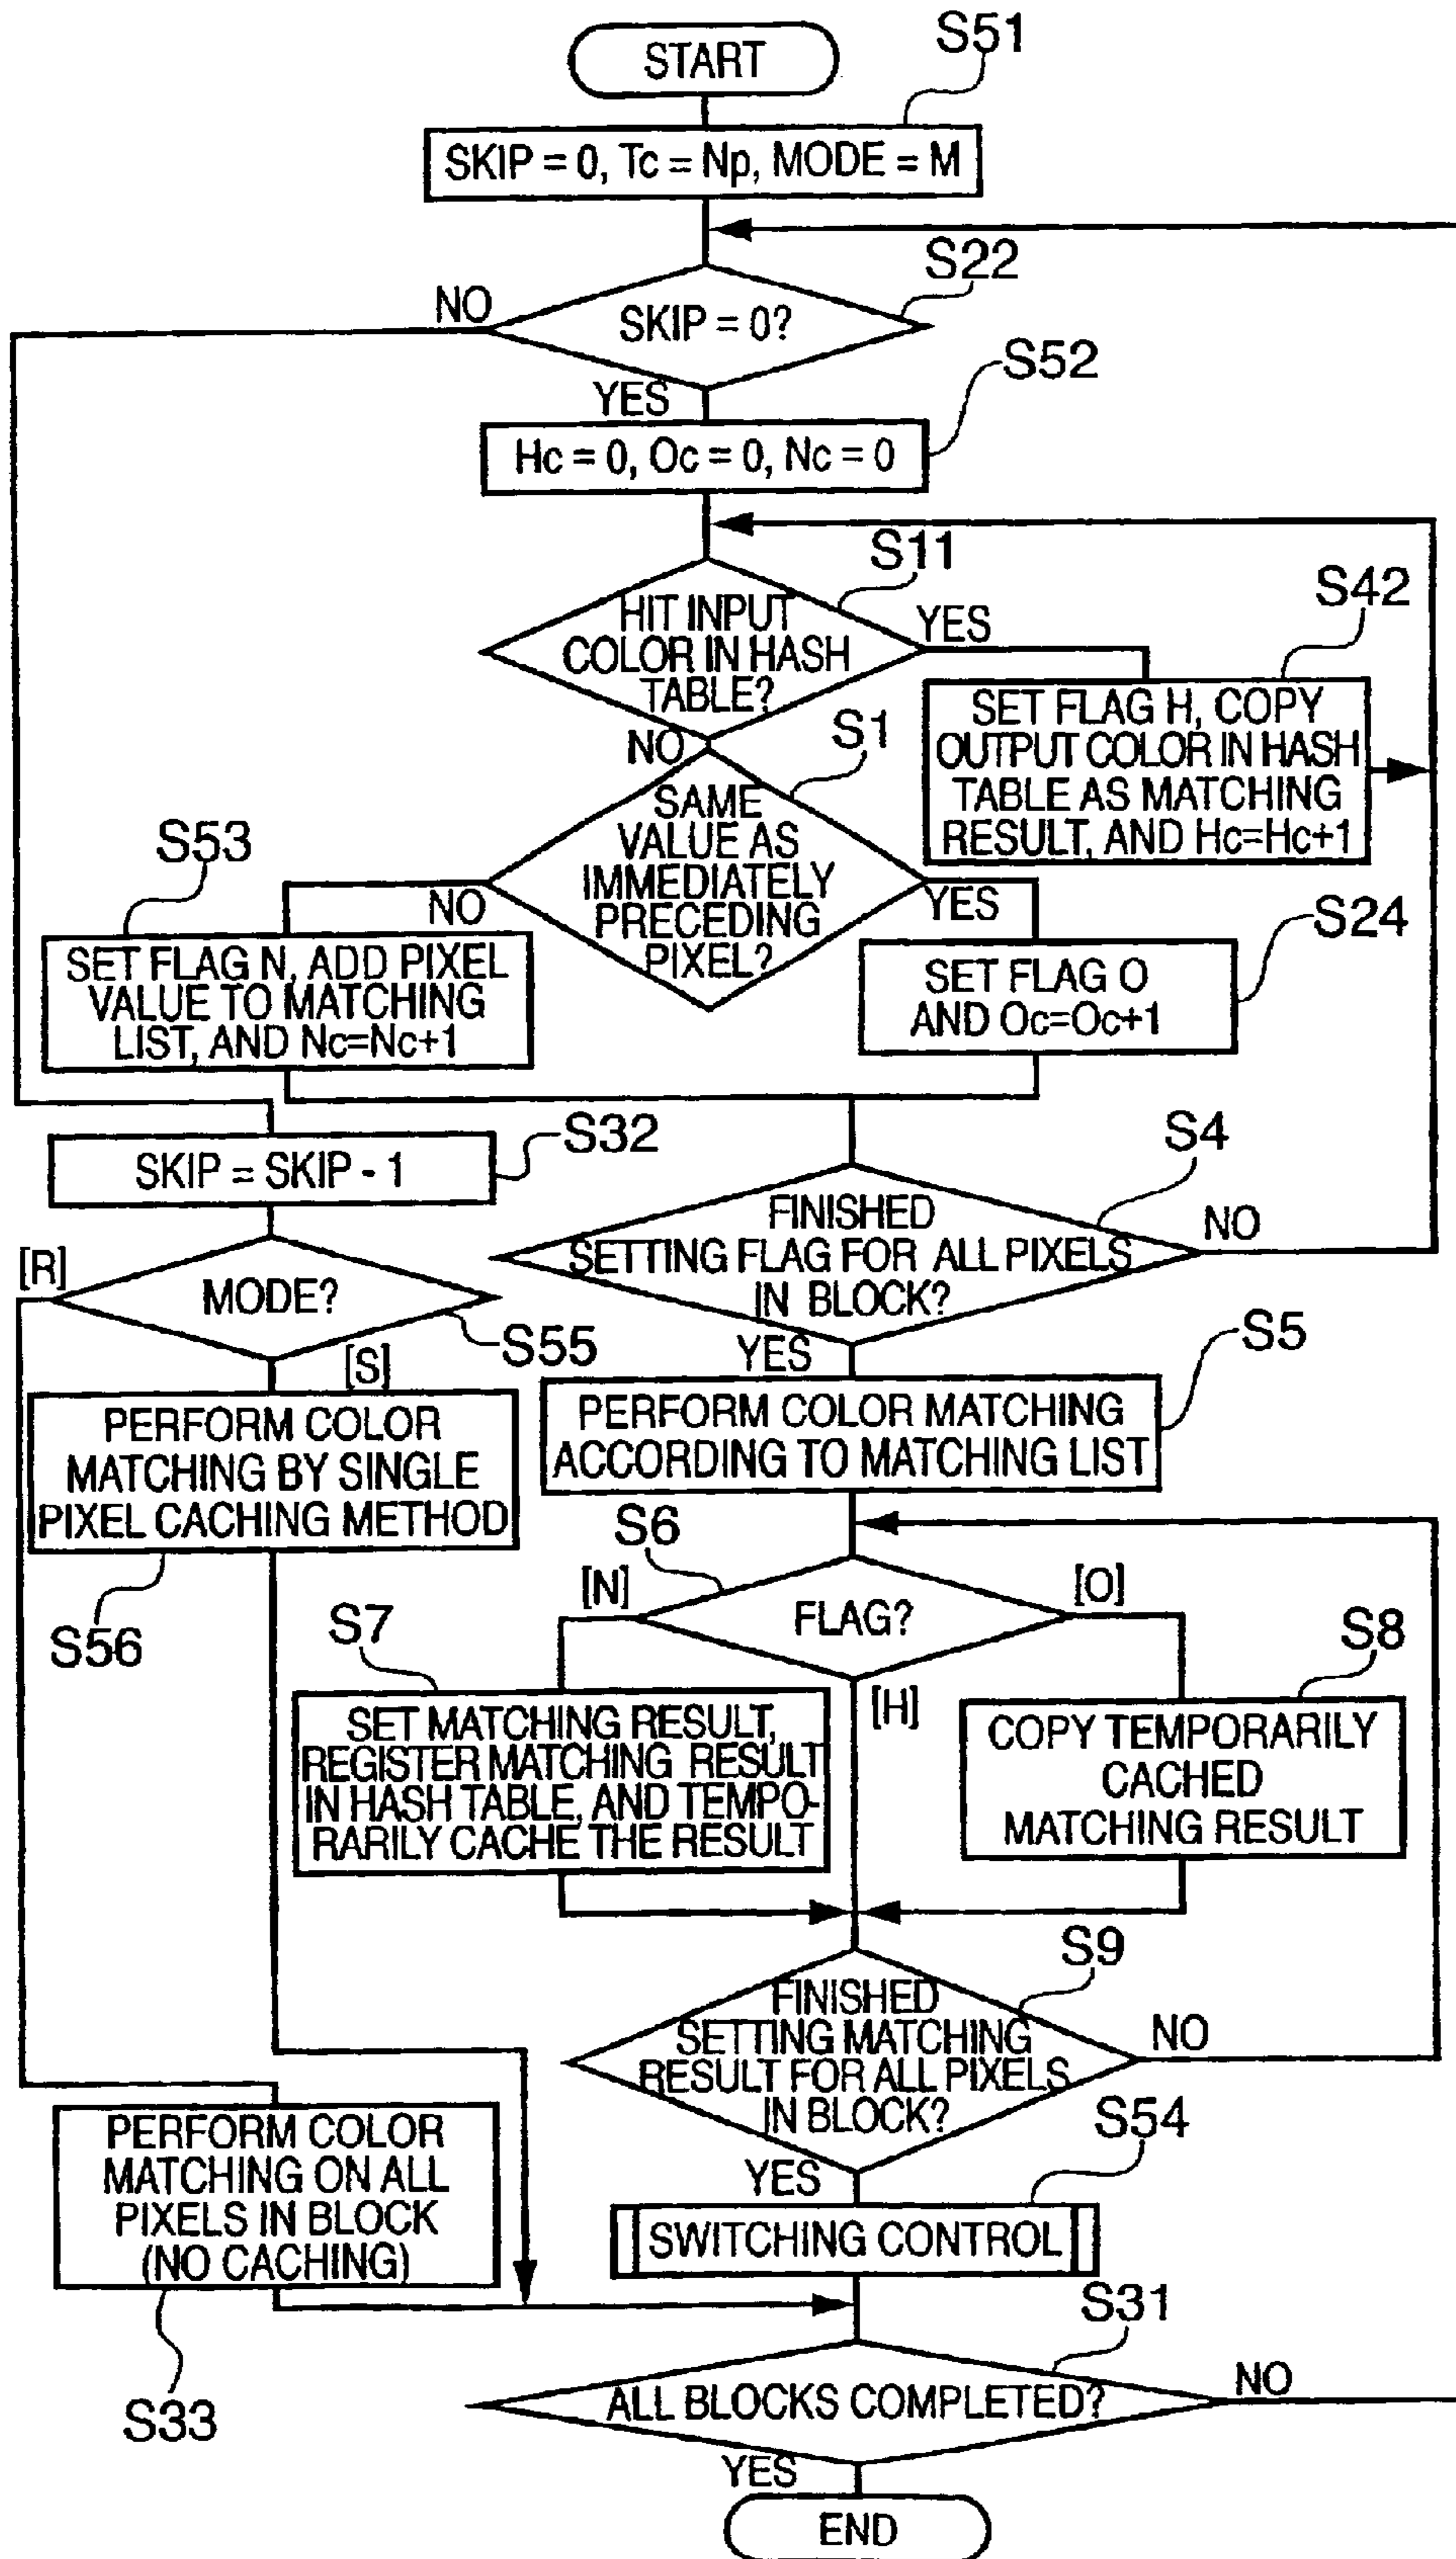 START
S51
SKIP = 0, Tc = Np, MODE = M
S22
NO
SKIP = 0?
YES
S52
Hc = 0, Oc = 0, Nc = 0
S11
HIT INPUT
COLOR IN HASH
TABLE?
YES
S42
SET FLAG H, COPY
OUTPUT COLOR IN HASH
TABLE AS MATCHING
RESULT, AND Hc=Hc+1
NO
S1
SAME
VALUE AS
IMMEDIATELY
PRECEDING
PIXEL?
S53
NO
YES
S24
SET FLAG N, ADD PIXEL
VALUE TO MATCHING
LIST, AND Nc=Nc+1
SET FLAG O
AND Oc=Oc+1
S32
SKIP = SKIP - 1
S4
FINISHED
SETTING FLAG FOR ALL PIXELS
IN BLOCK?
NO
[R]
MODE?
S55
[S]
YES
S5
PERFORM COLOR
MATCHING BY SINGLE
PIXEL CACHING METHOD
S56
PERFORM COLOR MATCHING
ACCORDING TO MATCHING LIST
S6
[N]
FLAG?
[O]
[H]
S7
SET MATCHING RESULT,
REGISTER MATCHING RESULT
IN HASH TABLE, AND TEMPO-
RARILY CACHE THE RESULT
S8
COPY TEMPORARILY
CACHED
MATCHING RESULT
S9
FINISHED
SETTING MATCHING
RESULT FOR ALL PIXELS
IN BLOCK?
NO
YES
S54
SWITCHING CONTROL
PERFORM COLOR
MATCHING ON ALL
PIXELS IN BLOCK
(NO CACHING)
S33
S31
ALL BLOCKS COMPLETED?
NO
YES
END